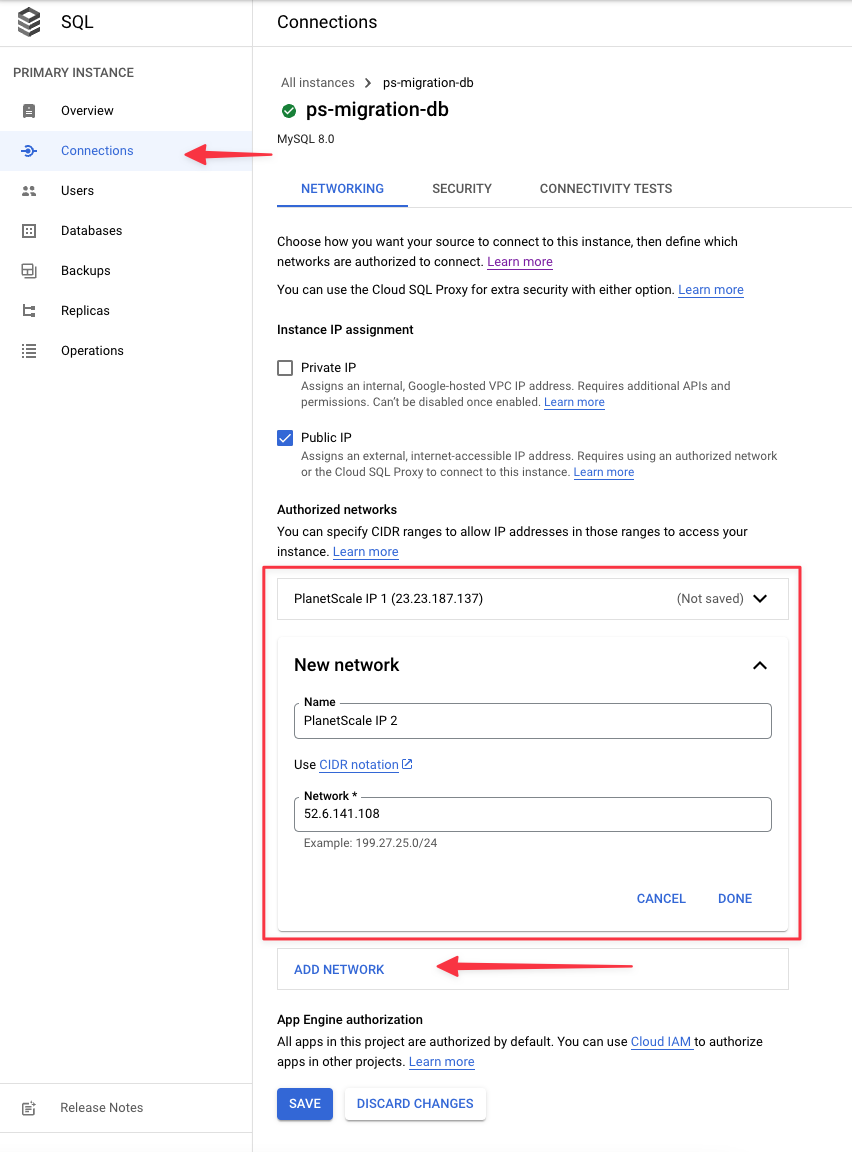 SQL
Connections
PRIMARY INSTANCE
Overview
Connections
Users
Databases
Backups
Replicas
Operations
Release Notes
All instances
ps-migration-db
ps-migration-db
MySQL 8.0
NETWORKING
SECURITY
CONNECTIVITY TESTS
Choose how you want your source to connect to this instance, then define which
networks are authorized to connect. Learn more
You can use the Cloud SQL Proxy for extra security with either option. Learn more
Instance IP assignment
Private IP
Assigns an internal, Google-hosted VPC IP address. Requires additional APIs and
permissions. Can't be disabled once enabled. Learn more
Public IP
Assigns an external, internet-accessible IP address. Requires using an authorized network
or the Cloud SQL Proxy to connect to this instance. Learn more
Authorized networks
You can specify CIDR ranges to allow IP addresses in those ranges to access your
instance. Learn more
PlanetScale IP 1 (23.23.187.137)
(Not saved)
New network
Name
PlanetScale IP 2
Use CIDR notation
Network *
52.6.141.108
Example: 199.27.25.0/24
CANCEL
DONE
ADD NETWORK
App Engine authorization
All apps in this project are authorized by default. You can use Cloud IAM to authorize
apps in other projects. Learn more
SAVE
DISCARD CHANGES